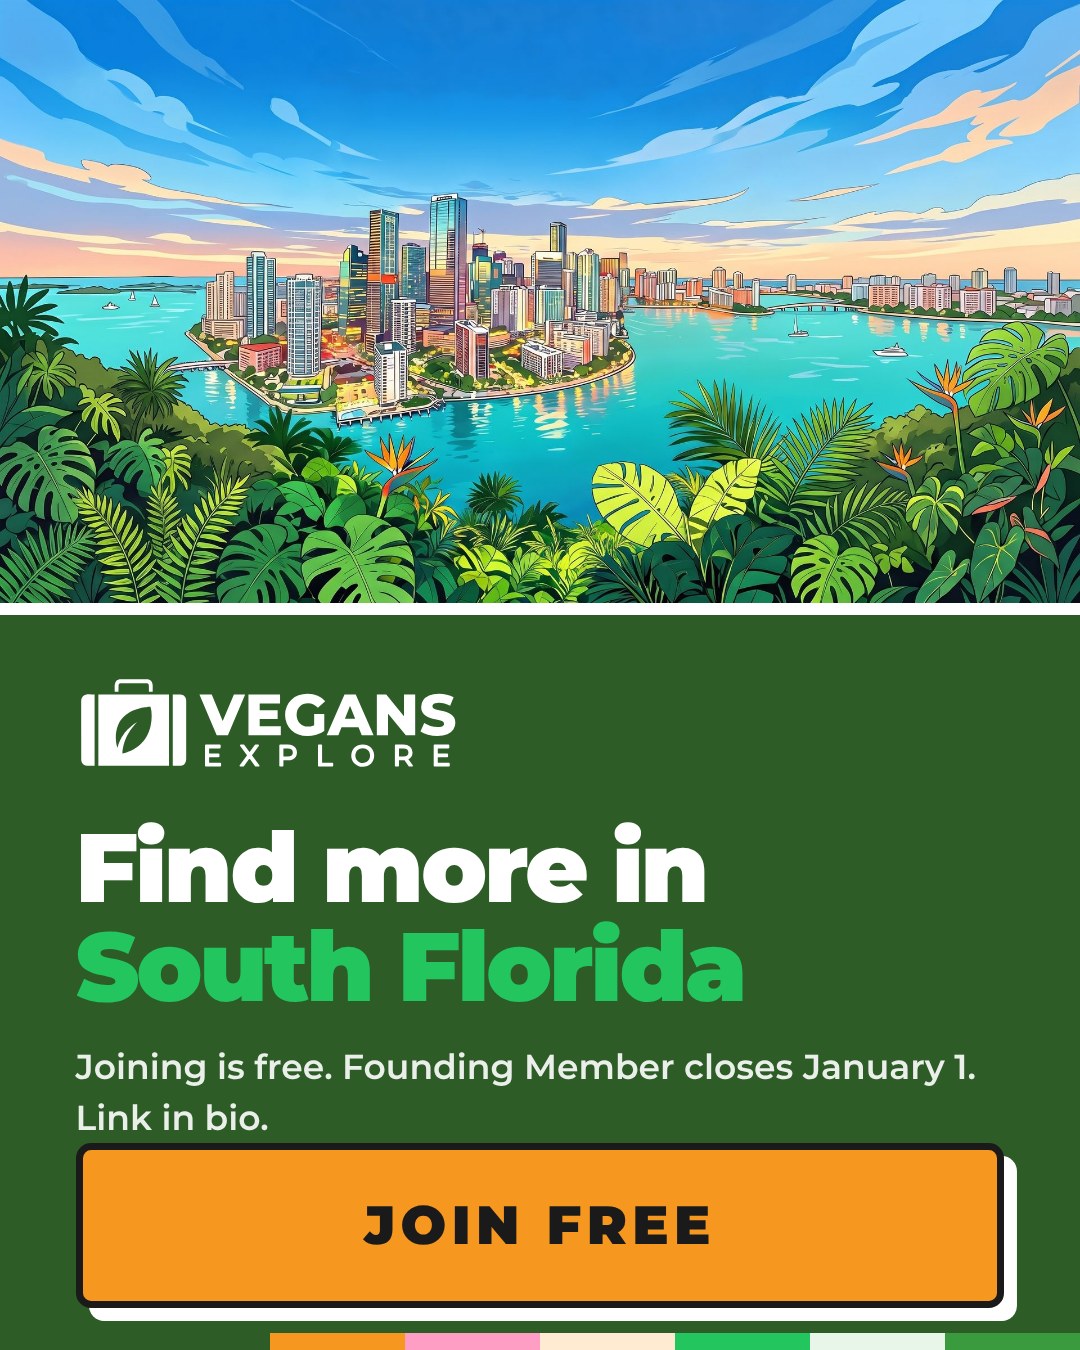 VEGANS
EXPLORE
Find more in
South Florida
Joining is free. Founding Member closes January 1.
Link in bio.
JOIN FREE